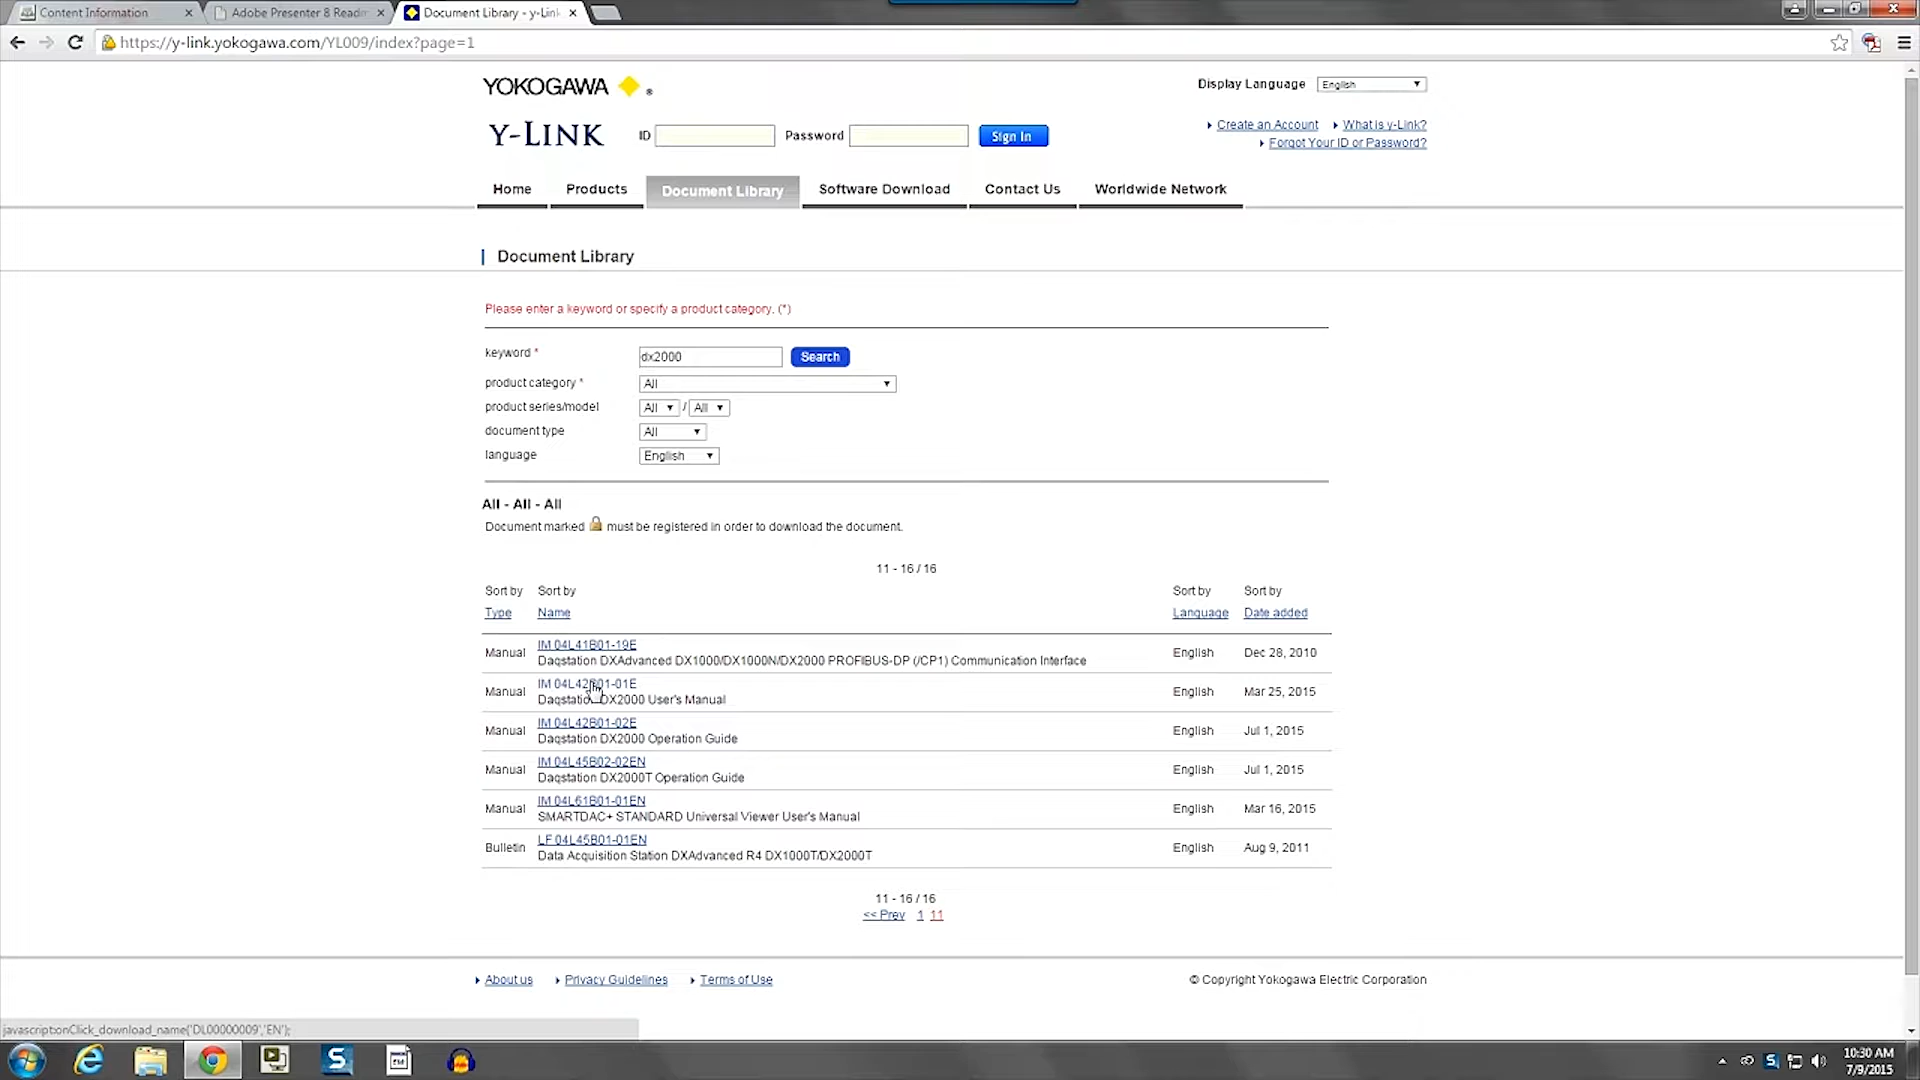 Content Information
Adobe Presenter 8 Readm
Document Library - y-Link
https://y-link.yokogawa.com/YL009/index?page=1
YOKOGAWA ®
Display Language English
Y-LINK ID Password Sign In
Create an Account What is y-Link?
Forgot Your ID or Password?
Home Products Document Library Software Download Contact Us Worldwide Network
Document Library
Please enter a keyword or specify a product category. (*)
keyword * dx2000 Search
product category * All
product series/model All / All
document type All
language English
All - All - All
Document marked must be registered in order to download the document.
11 - 16 / 16
Sort by Sort by Sort by Sort by
Type Name Language Date added
IM 04L41B01-19E
Manual English Dec 28, 2010
Daqstation DXAdvanced DX1000/DX1000N/DX2000 PROFIBUS-DP (/CP1) Communication Interface
IM 04L42B01-01E
Manual English Mar 25, 2015
Daqstation DX2000 User's Manual
IM 04L42B01-02E
Manual English Jul 1, 2015
Daqstation DX2000 Operation Guide
IM 04L45B02-02EN
Manual English Jul 1, 2015
Daqstation DX2000T Operation Guide
IM 04L61B01-01EN
Manual English Mar 16, 2015
SMARTDAC+ STANDARD Universal Viewer User's Manual
LF 04L45B01-01EN
Bulletin English Aug 9, 2011
Data Acquisition Station DXAdvanced R4 DX1000T/DX2000T
11 - 16 / 16
<< Prev 1 11
About us Privacy Guidelines Terms of Use © Copyright Yokogawa Electric Corporation
javascript:onClick_download_name('DL00000009','EN');
10:30 AM
7/9/2015